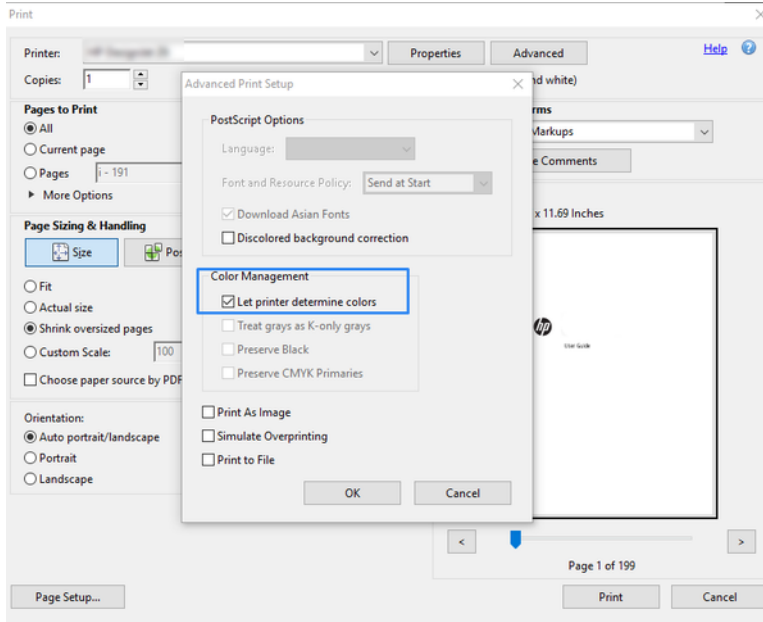 Print
Printer:
Properties
Advanced
Help
Copies:
1
nd white)
Pages to Print
All
Current page
Pages
i - 191
More Options
Page Sizing & Handling
Size
Pos
Fit
Actual size
Shrink oversized pages
Custom Scale:
100
Choose paper source by PDF
Orientation:
Auto portrait/landscape
Portrait
Landscape
Advanced Print Setup
PostScript Options
Language:
Font and Resource Policy:
Send at Start
Download Asian Fonts
Discolored background correction
Color Management
Let printer determine colors
Treat grays as K-only grays
Preserve Black
Preserve CMYK Primaries
Print As Image
Simulate Overprinting
Print to File
OK
Cancel
rms
Markups
e Comments
x 11.69 Inches
hp
User Guide
<
>
Page 1 of 199
Page Setup...
Print
Cancel